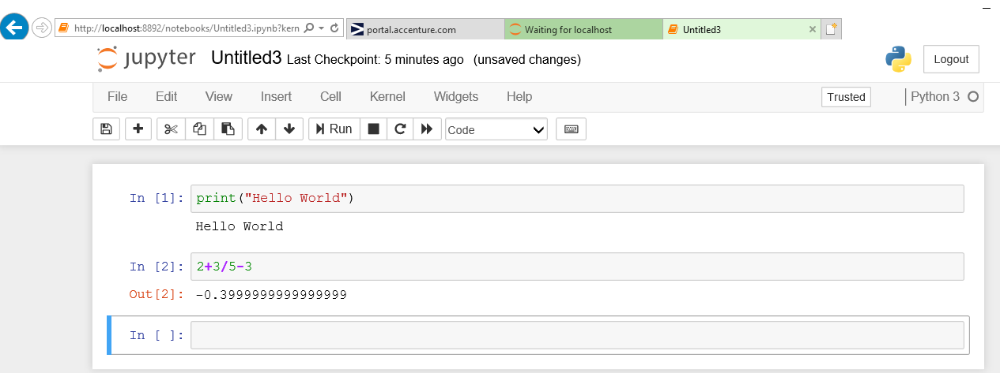 http://localhost:8892/notebooks/Untitled3.ipynb?kern portal.accenture.com Waiting for localhost Untitled3
jupyter Untitled3 Last Checkpoint: 5 minutes ago (unsaved changes) Logout
File Edit View Insert Cell Kernel Widgets Help Trusted Python 3
Run Code
In [1]: print("Hello World")
Hello World
In [2]: 2+3/5-3
Out[2]: -0.3999999999999999
In [ ]: